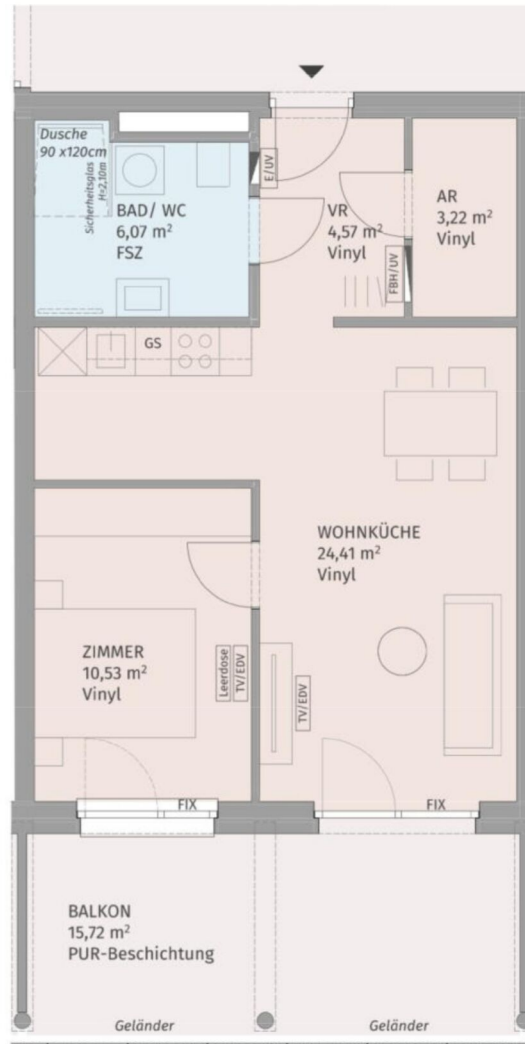 Dusche
90 x120cm
Sicherheitsglas
H=2,10m
BAD/ WC
6,07 m²
FSZ
E/UV
VR
4,57 m²
Vinyl
AR
3,22 m²
Vinyl
FBH/UV
GS
WOHNKÜCHE
24,41 m²
Vinyl
ZIMMER
10,53 m²
Vinyl
Leerdose
TV/EDV
TV/EDV
FIX
FIX
BALKON
15,72 m²
PUR-Beschichtung
Geländer
Geländer